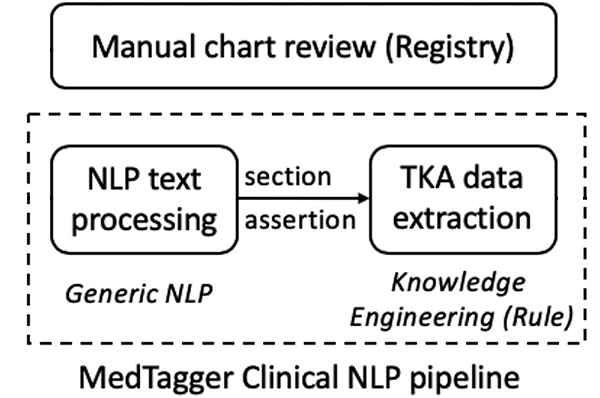 Manual chart review (Registry)
NLP text
processing
section
assertion
TKA data
extraction
Generic NLP
Knowledge
Engineering (Rule)
MedTagger Clinical NLP pipeline